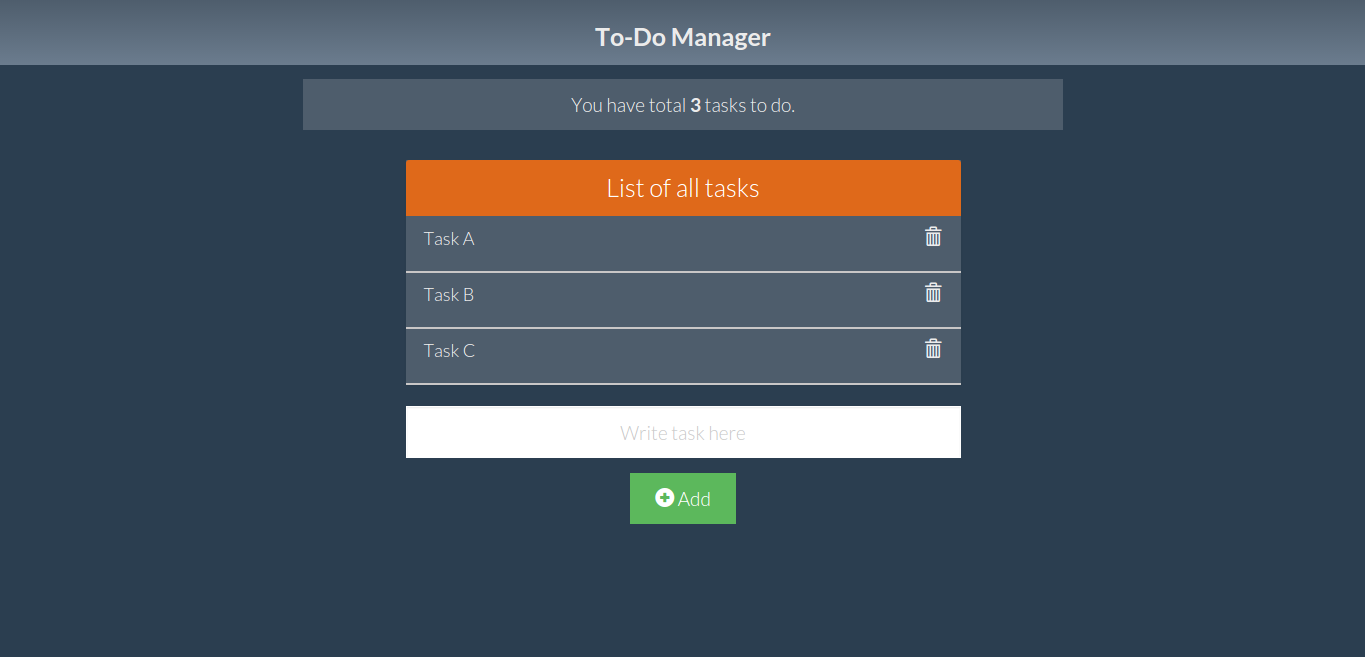 To-Do Manager
You have total 3 tasks to do.
List of all tasks
Task A
Task B
Task C
Write task here
Add